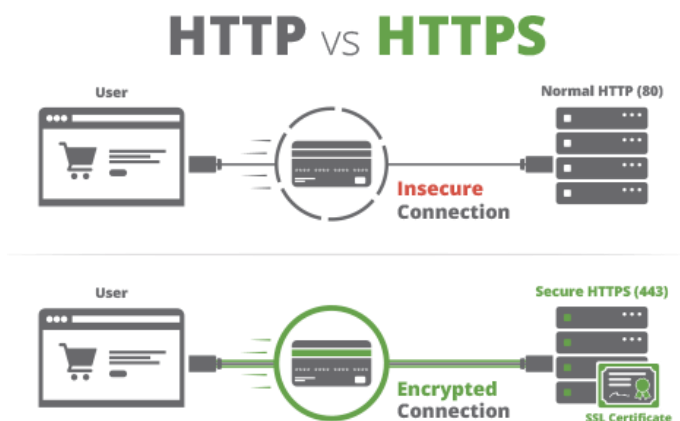 HTTP vs HTTPS
User
Normal HTTP (80)
Insecure
Connection
User
Secure HTTPS (443)
Encrypted
Connection
SSL Certificate